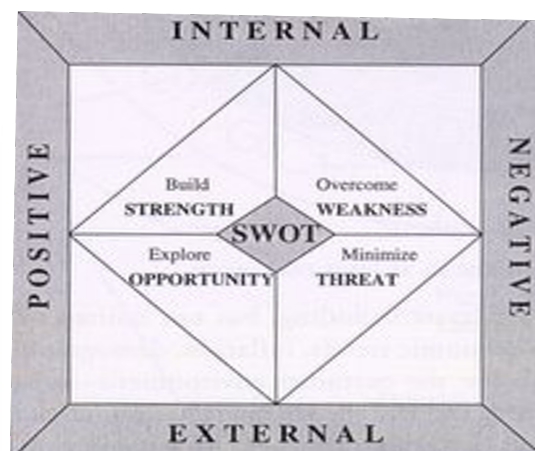 INTERNAL
POSITIVE
NEGATIVE
Build
STRENGTH
Overcome
WEAKNESS
SWOT
Explore
OPPORTUNITY
Minimize
THREAT
EXTERNAL